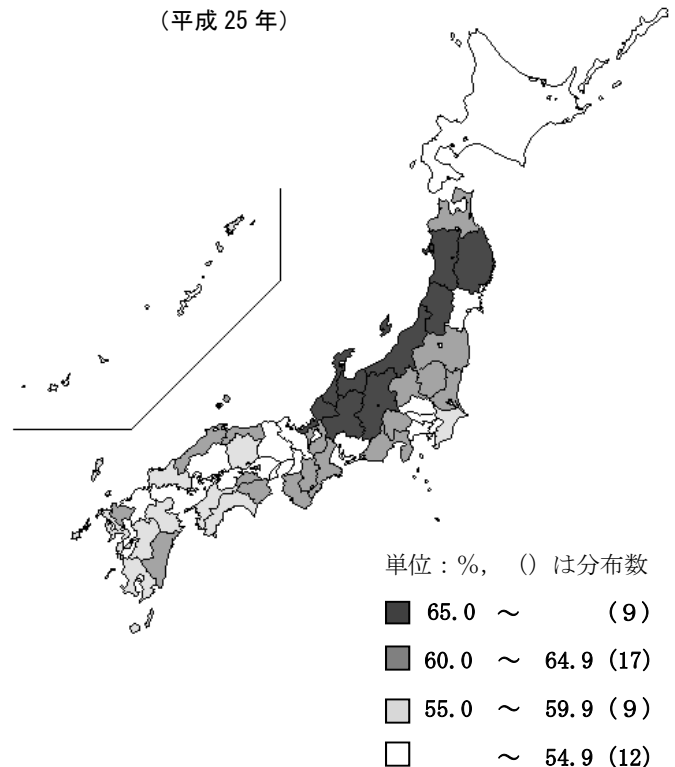 （平成 25 年）
単位：％， （）は分布数
65.0 ～ （９）
60.0 ～ 64.9 (17)
55.0 ～ 59.9 (９)
～ 54.9 (12)